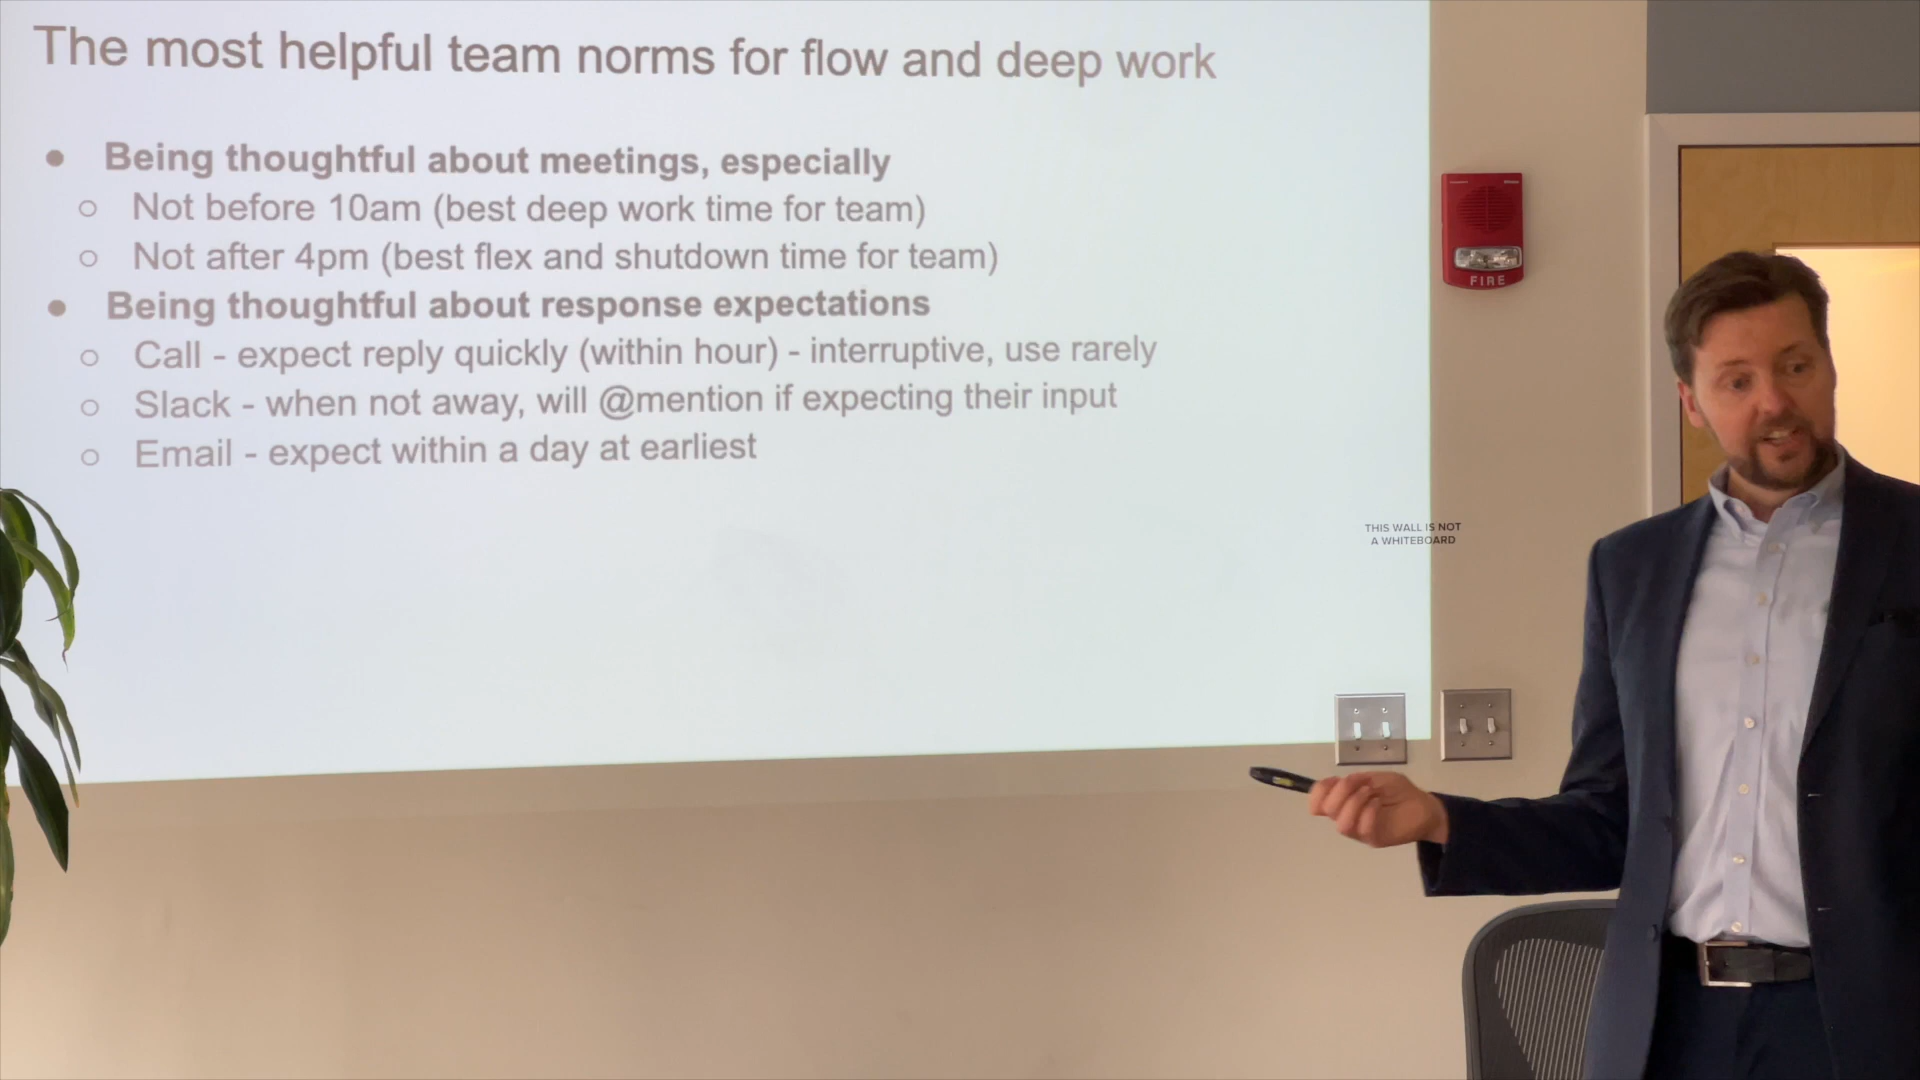 The most helpful team norms for flow and deep work
● Being thoughtful about meetings, especially
○ Not before 10am (best deep work time for team)
○ Not after 4pm (best flex and shutdown time for team)
● Being thoughtful about response expectations
○ Call - expect reply quickly (within hour) - interruptive, use rarely
○ Slack - when not away, will @mention if expecting their input
○ Email - expect within a day at earliest
FIRE
THIS WALL IS NOT
A WHITEBOARD